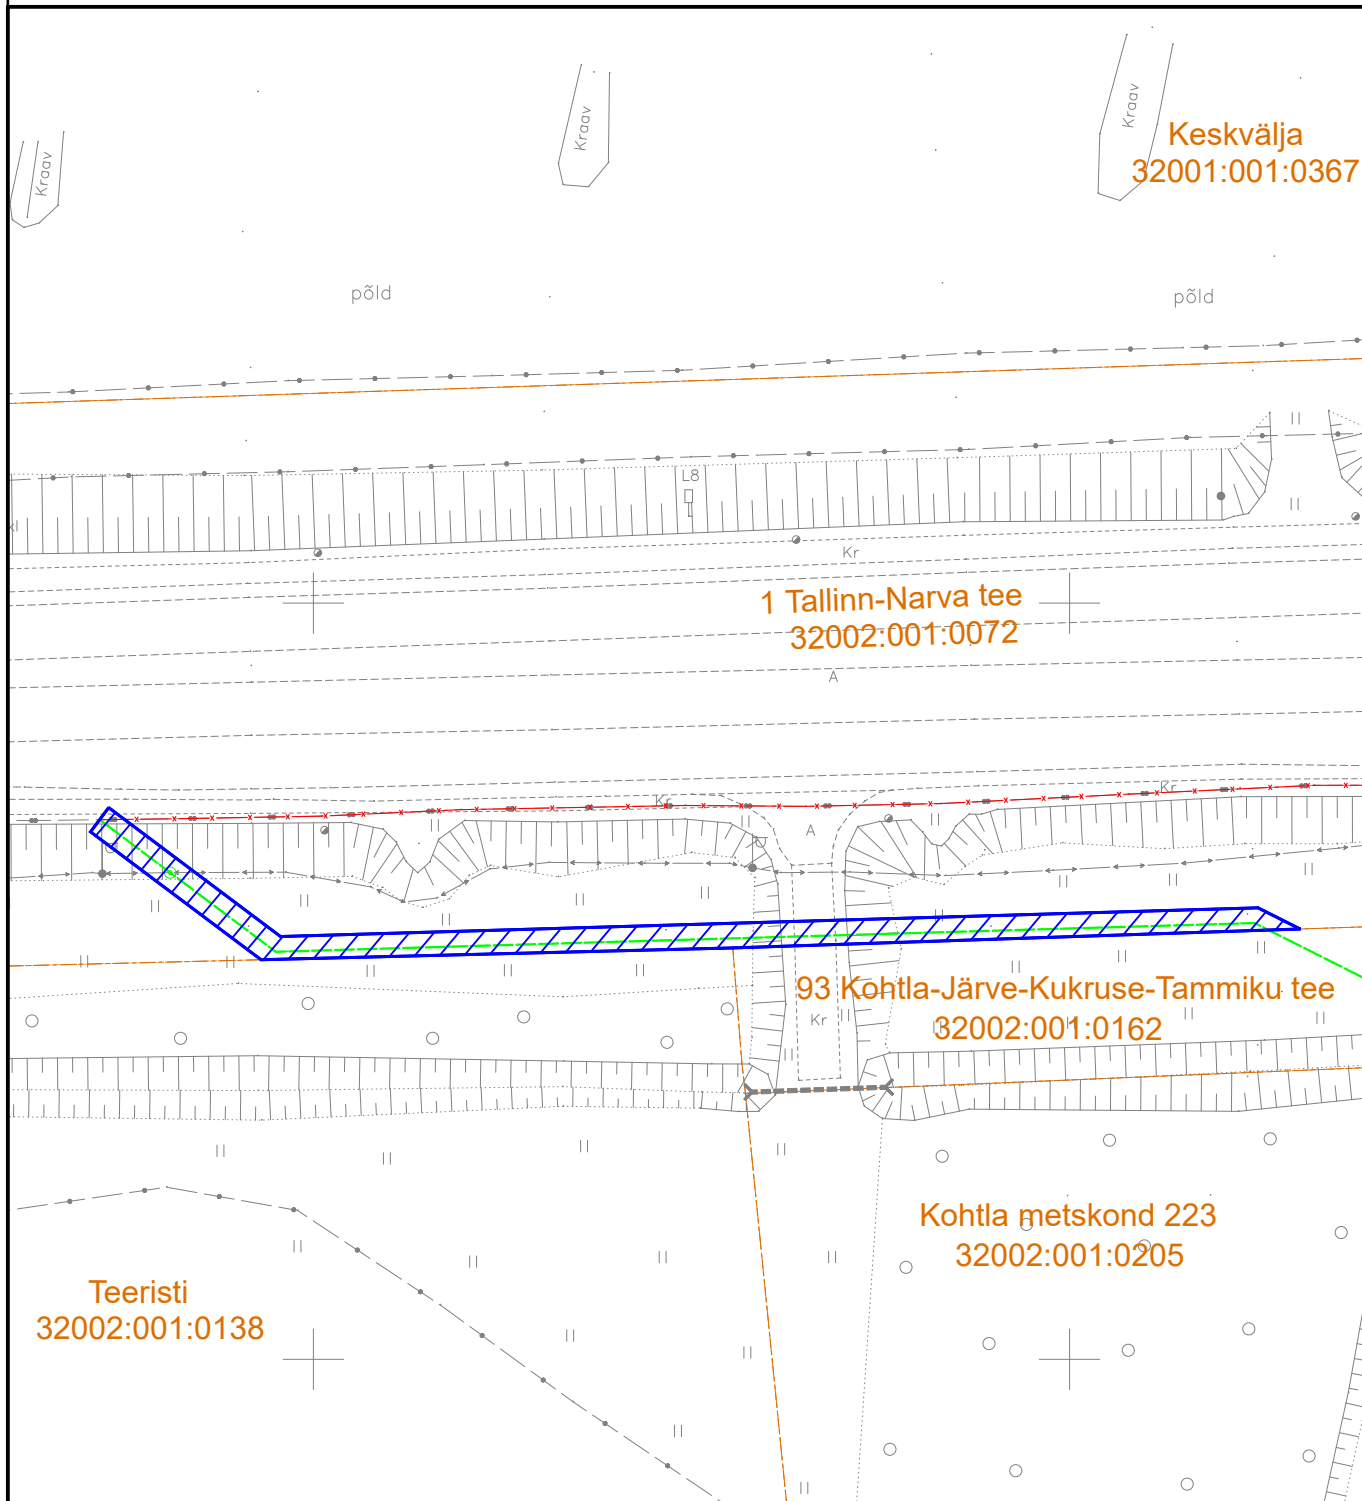 Kraav
Kraav
Kraav
Keskvälja
32001:001:0367
põld
põld
L8
Kr
1 Tallinn-Narva tee
32002:001:0072
A
Kr
Kr
A
93 Kohtla-Järve-Kukruse-Tammiku tee
32002:001:0162
Kr
Kohtla metskond 223
32002:001:0205
Teeristi
32002:001:0138